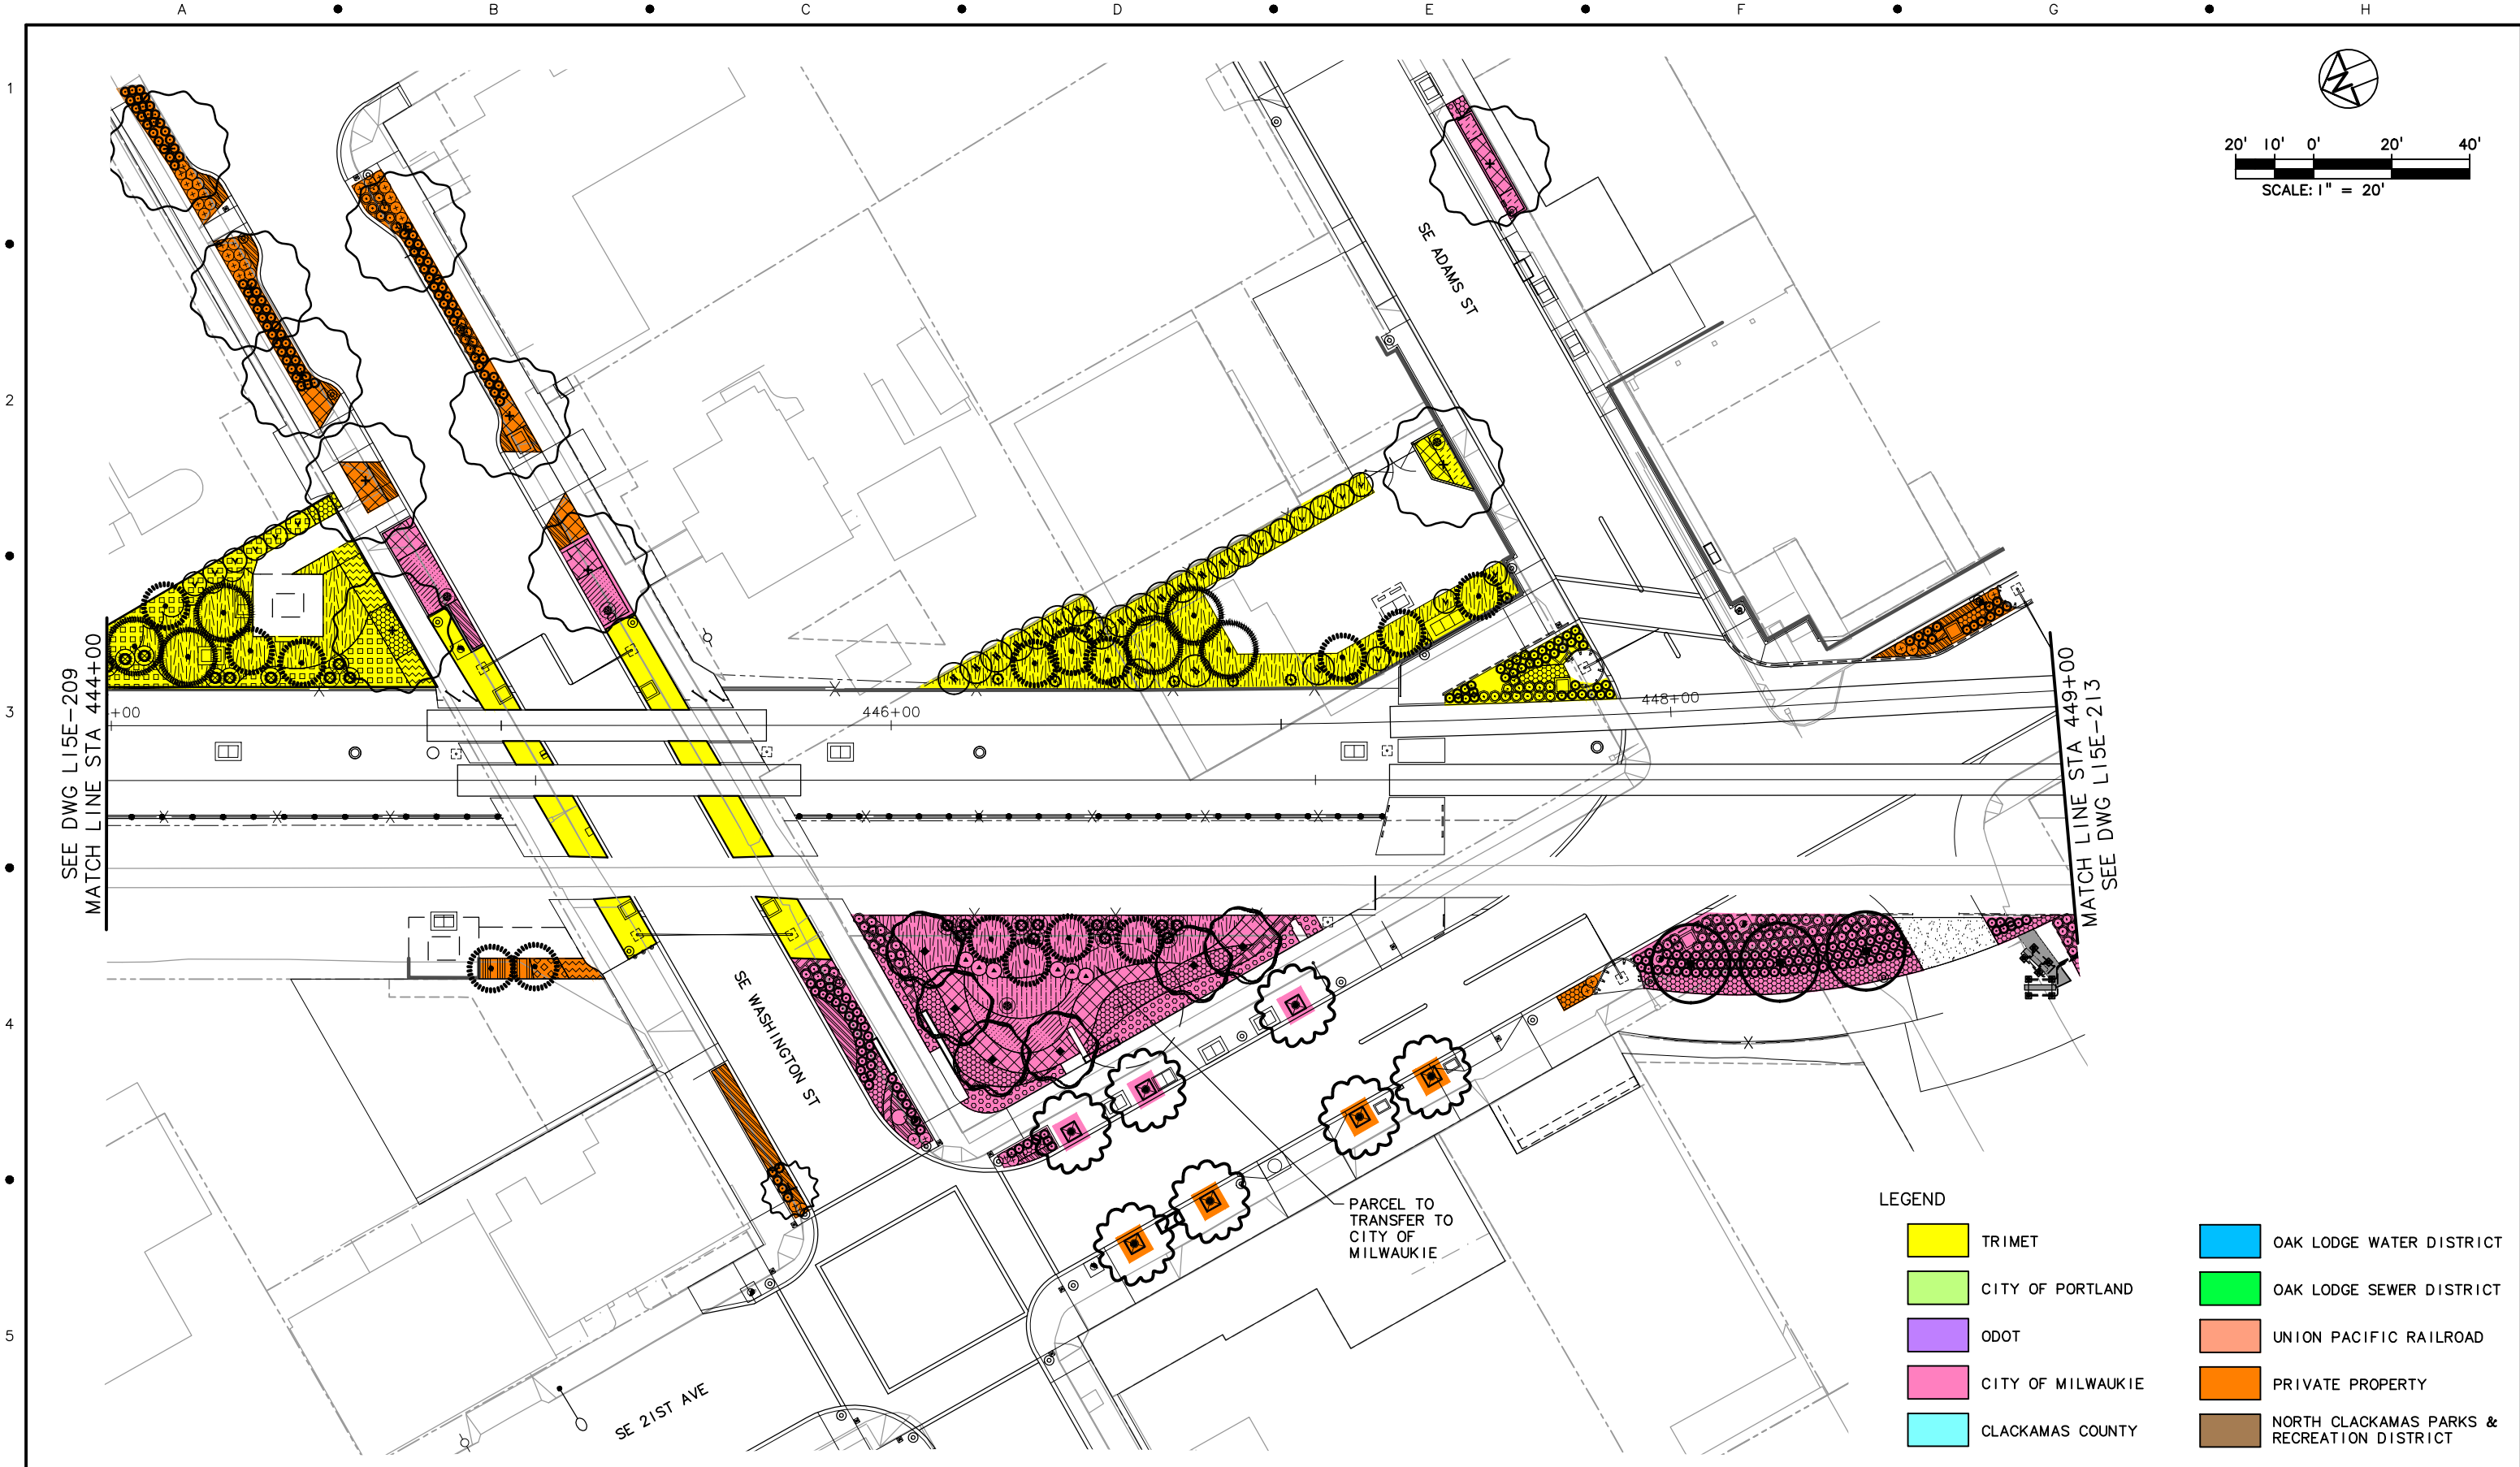 A B C D E F G H
1
2
3
4
5
N
20' 10' 0' 20' 40'
SCALE: 1" = 20'
SE ADAMS ST
SEE DWG L15E-209
MATCH LINE STA 444+00
+00
446+00
448+00
MATCH LINE STA 449+00
SEE DWG L15E-213
SE WASHINGTON ST
SE 21ST AVE
PARCEL TO
TRANSFER TO
CITY OF
MILWAUKIE
LEGEND
TRIMET
CITY OF PORTLAND
ODOT
CITY OF MILWAUKIE
CLACKAMAS COUNTY
OAK LODGE WATER DISTRICT
OAK LODGE SEWER DISTRICT
UNION PACIFIC RAILROAD
PRIVATE PROPERTY
NORTH CLACKAMAS PARKS &
RECREATION DISTRICT